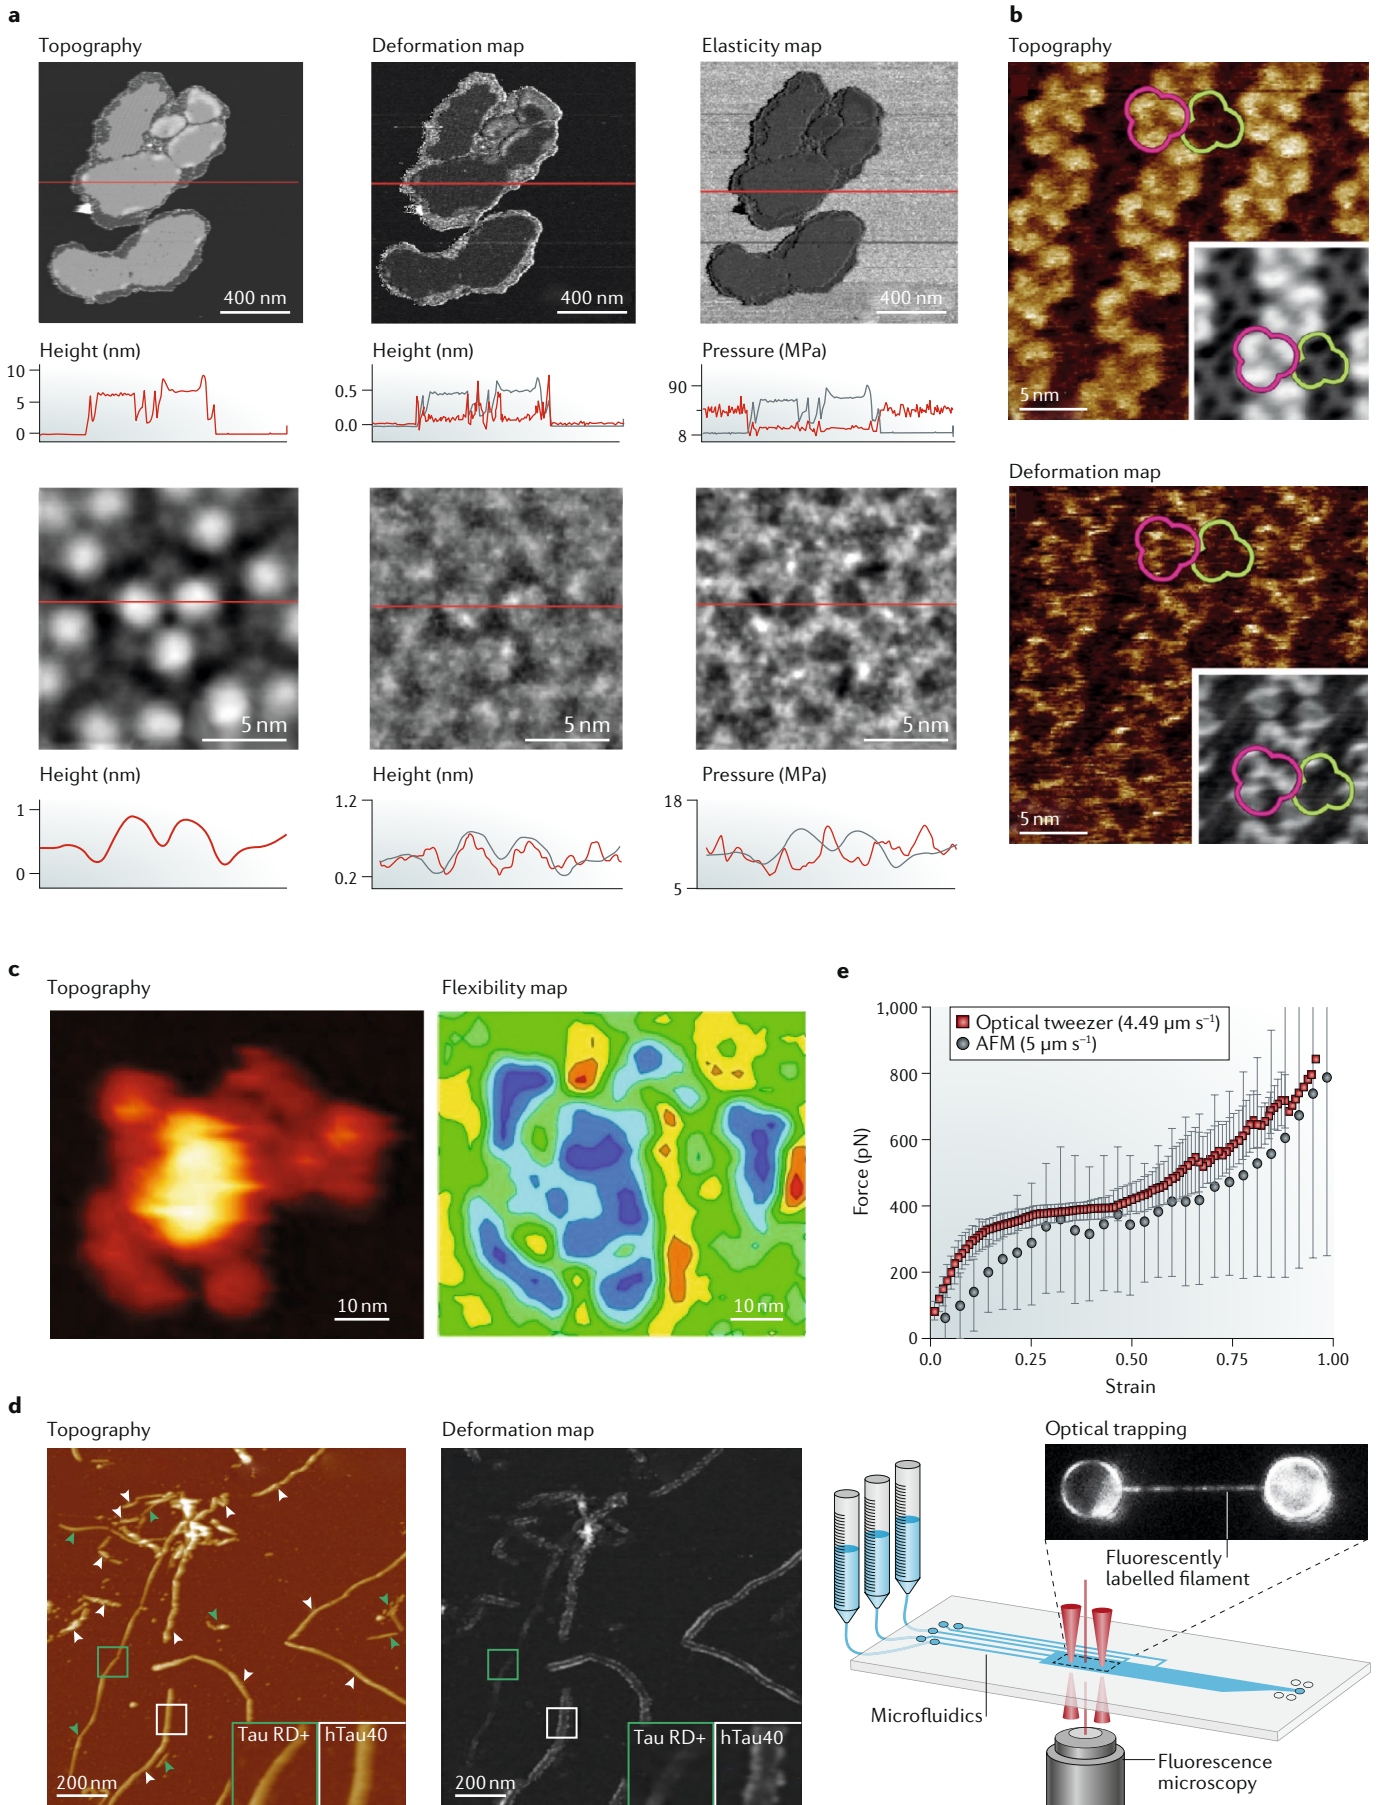 a
Topography
Deformation map
Elasticity map
400 nm
400 nm
400 nm
Height (nm)
10
5
0
Height (nm)
0.5
0.0
Pressure (MPa)
90
8
5 nm
5 nm
5 nm
Height (nm)
1
0
Height (nm)
1.2
0.2
Pressure (MPa)
18
5
b
Topography
5 nm
Deformation map
5 nm
c
Topography
10 nm
Flexibility map
10 nm
e
1,000
800
600
400
200
0
Force (pN)
Optical tweezer (4.49 µm s⁻¹)
AFM (5 µm s⁻¹)
0.0
0.25
0.50
0.75
1.00
Strain
d
Topography
200 nm
Tau RD+
hTau40
Deformation map
200 nm
Tau RD+
hTau40
Optical trapping
Fluorescently
labelled filament
Microfluidics
Fluorescence
microscopy